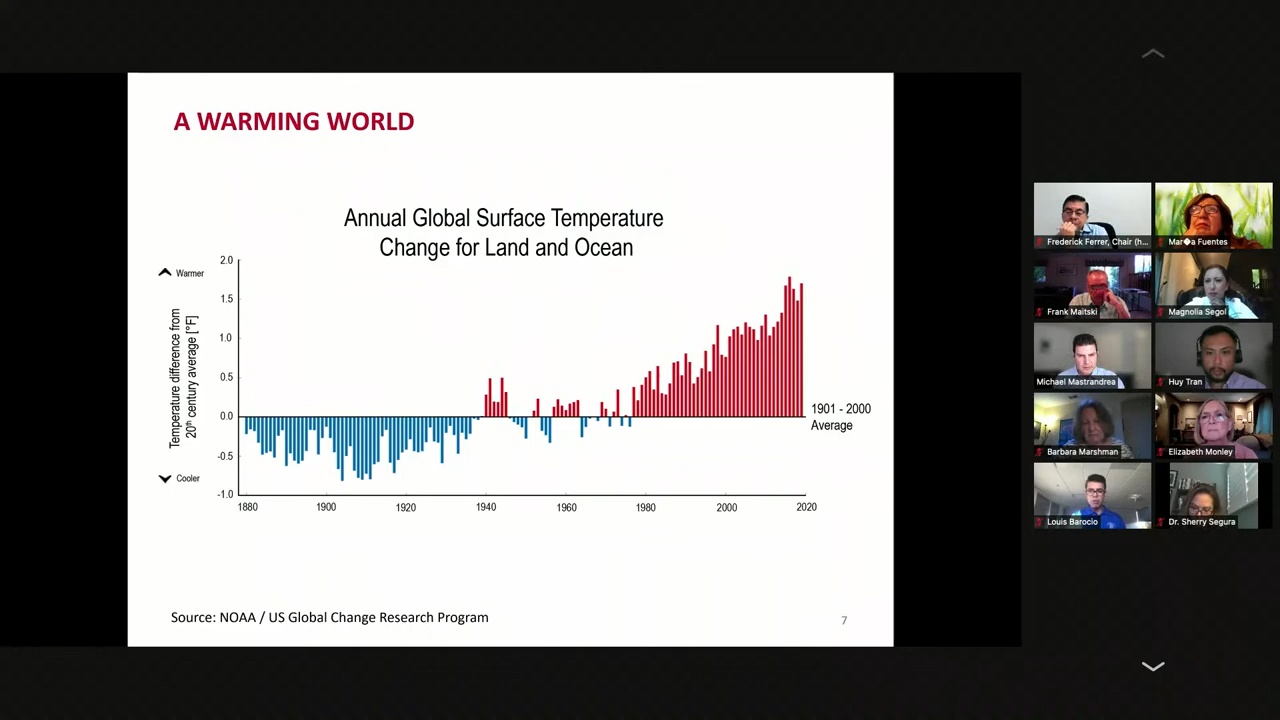 A WARMING WORLD
Annual Global Surface Temperature
Change for Land and Ocean
Warmer
Temperature difference from
20th century average [°F]
Cooler
2.0
1.5
1.0
0.5
0.0
-0.5
-1.0
1880
1900
1920
1940
1960
1980
2000
2020
1901 - 2000
Average
Source: NOAA / US Global Change Research Program
7
Frederick Ferrer, Chair (h...
Mar�a Fuentes
Frank Maitski
Magnolia Segol
Michael Mastrandrea
Huy Tran
Barbara Marshman
Elizabeth Monley
Louis Barocio
Dr. Sherry Segura